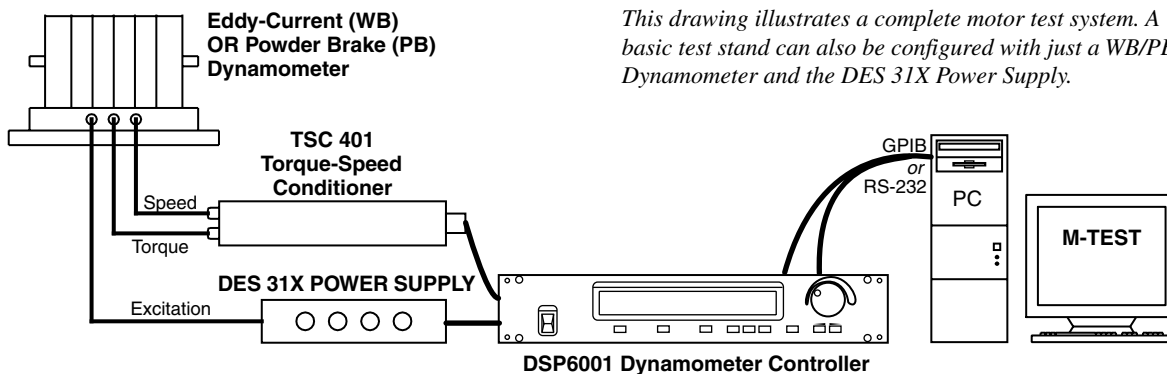 Eddy-Current (WB)
OR Powder Brake (PB)
Dynamometer
This drawing illustrates a complete motor test system. A
basic test stand can also be configured with just a WB/PB
Dynamometer and the DES 31X Power Supply.
TSC 401
Torque-Speed
Conditioner
Speed
Torque
GPIB
or
RS-232
PC
M-TEST
DES 31X POWER SUPPLY
Excitation
DSP6001 Dynamometer Controller